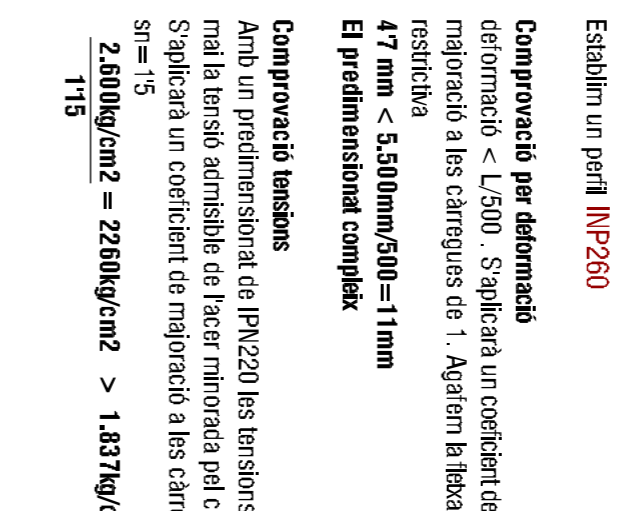 Establim un perfil INP260
Comprovació per deformació
deformació < L/500 . S'aplicarà un coeficient de
majoració a les càrregues de 1. Agafem la fletxa
restrictiva
4'7 mm < 5.500mm/500=11mm
El predimensionat compleix
Comprovació tensions
Amb un predimensionat de IPN220 les tensions
mai la tensió admisible de l'acer minorada pel c
S'aplicarà un coeficient de majoració a les càrr
sn=1'5
2.600kg/cm2 = 2260kg/cm2 > 1.837kg/c
1'15